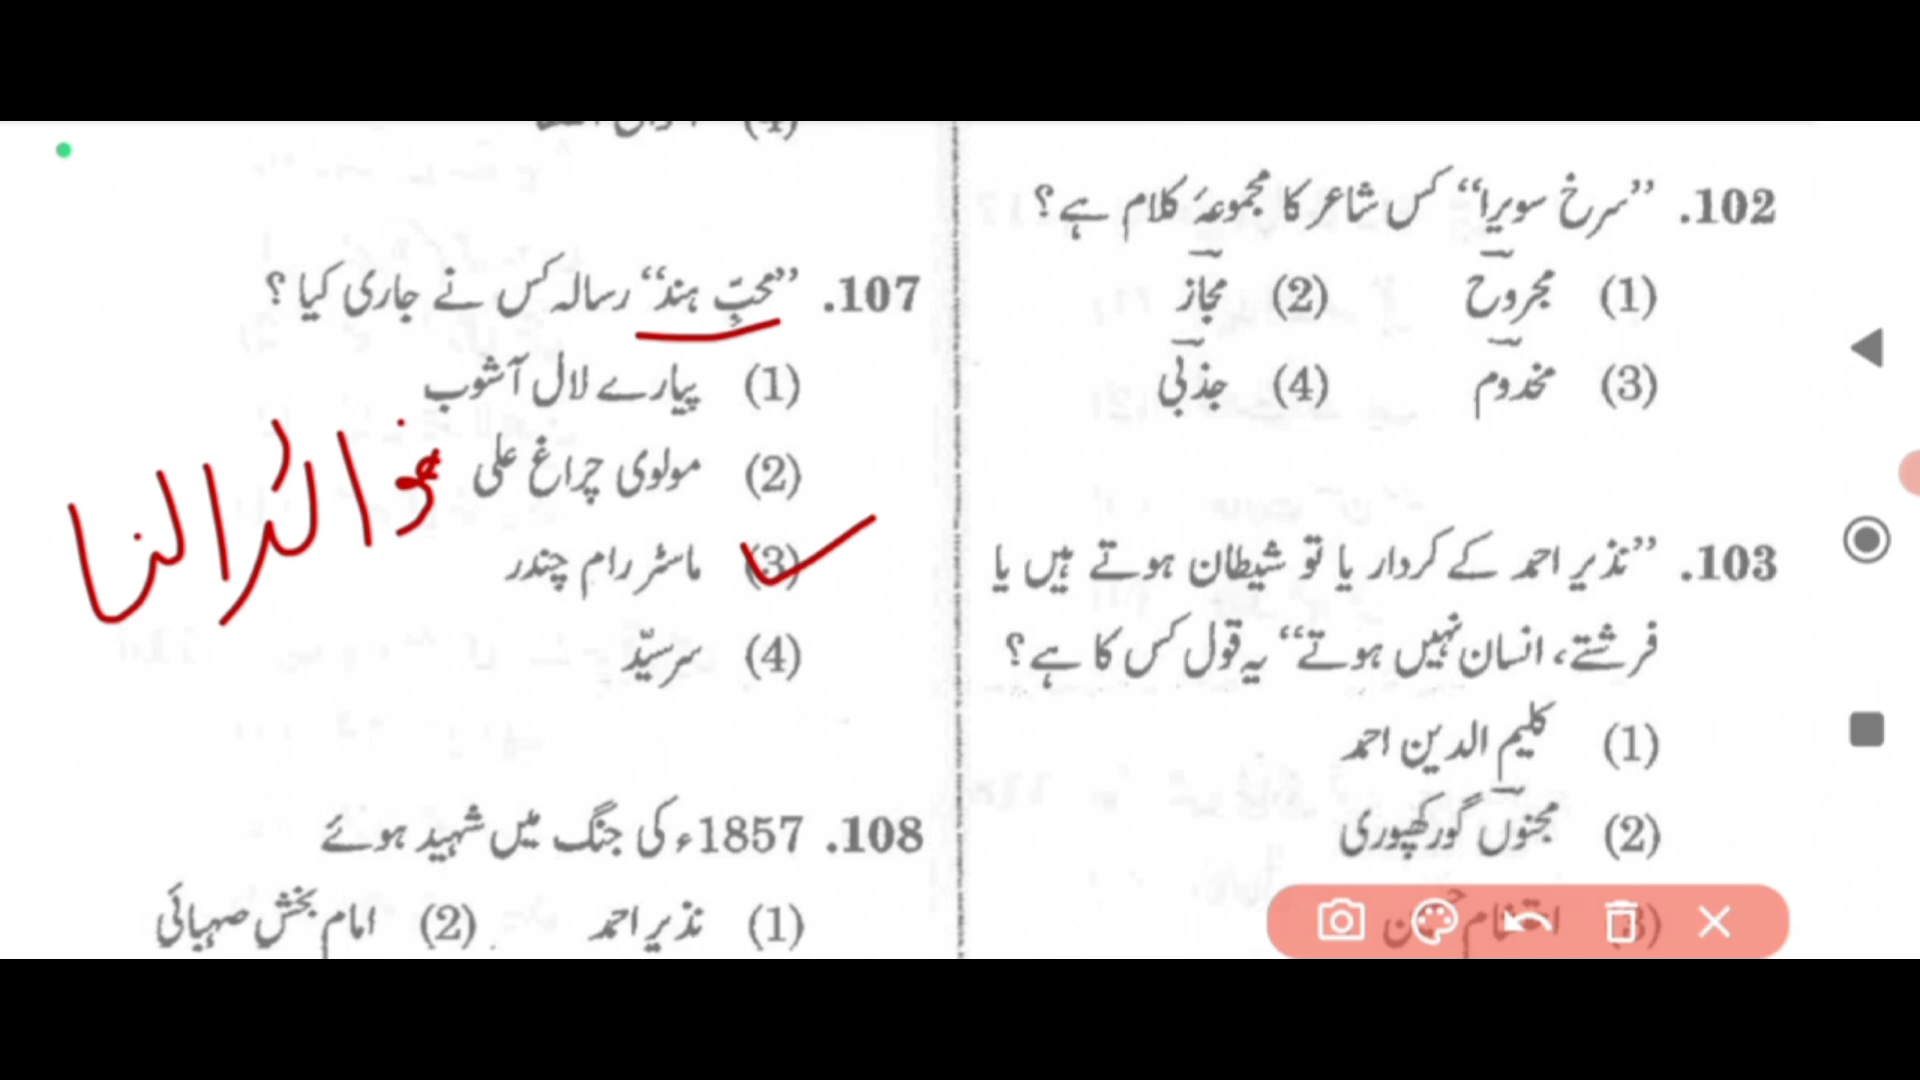 102. ”سرخ سویرا“ کس شاعر کا مجموعۂ کلام ہے؟
(1) مجروح (2) مجاز
(3) مخدوم (4) جذبی
103. ”نذیر احمد کے کردار یا تو شیطان ہوتے ہیں یا
فرشتے، انسان نہیں ہوتے“ یہ قول کس کا ہے؟
(1) کلیم الدین احمد
(2) مجنوں گورکھپوری
(3)
(4)
107. ”محبِّ ہند“ رسالہ کس نے جاری کیا؟
(1) پیارے لال آشوب
(2) مولوی چراغ علی
(3) ماسٹر رام چندر
(4) سرسیّد
فوائد النا
108. 1857ء کی جنگ میں شہید ہوئے
(1) نذیر احمد (2) امام بخش صہبائی